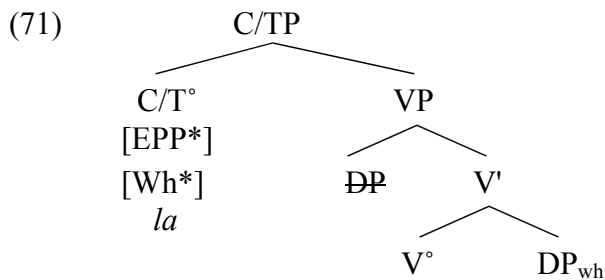 (71) C/TP
C/T° VP
[EPP*]
[Wh*] DP V'
la
V° DPwh